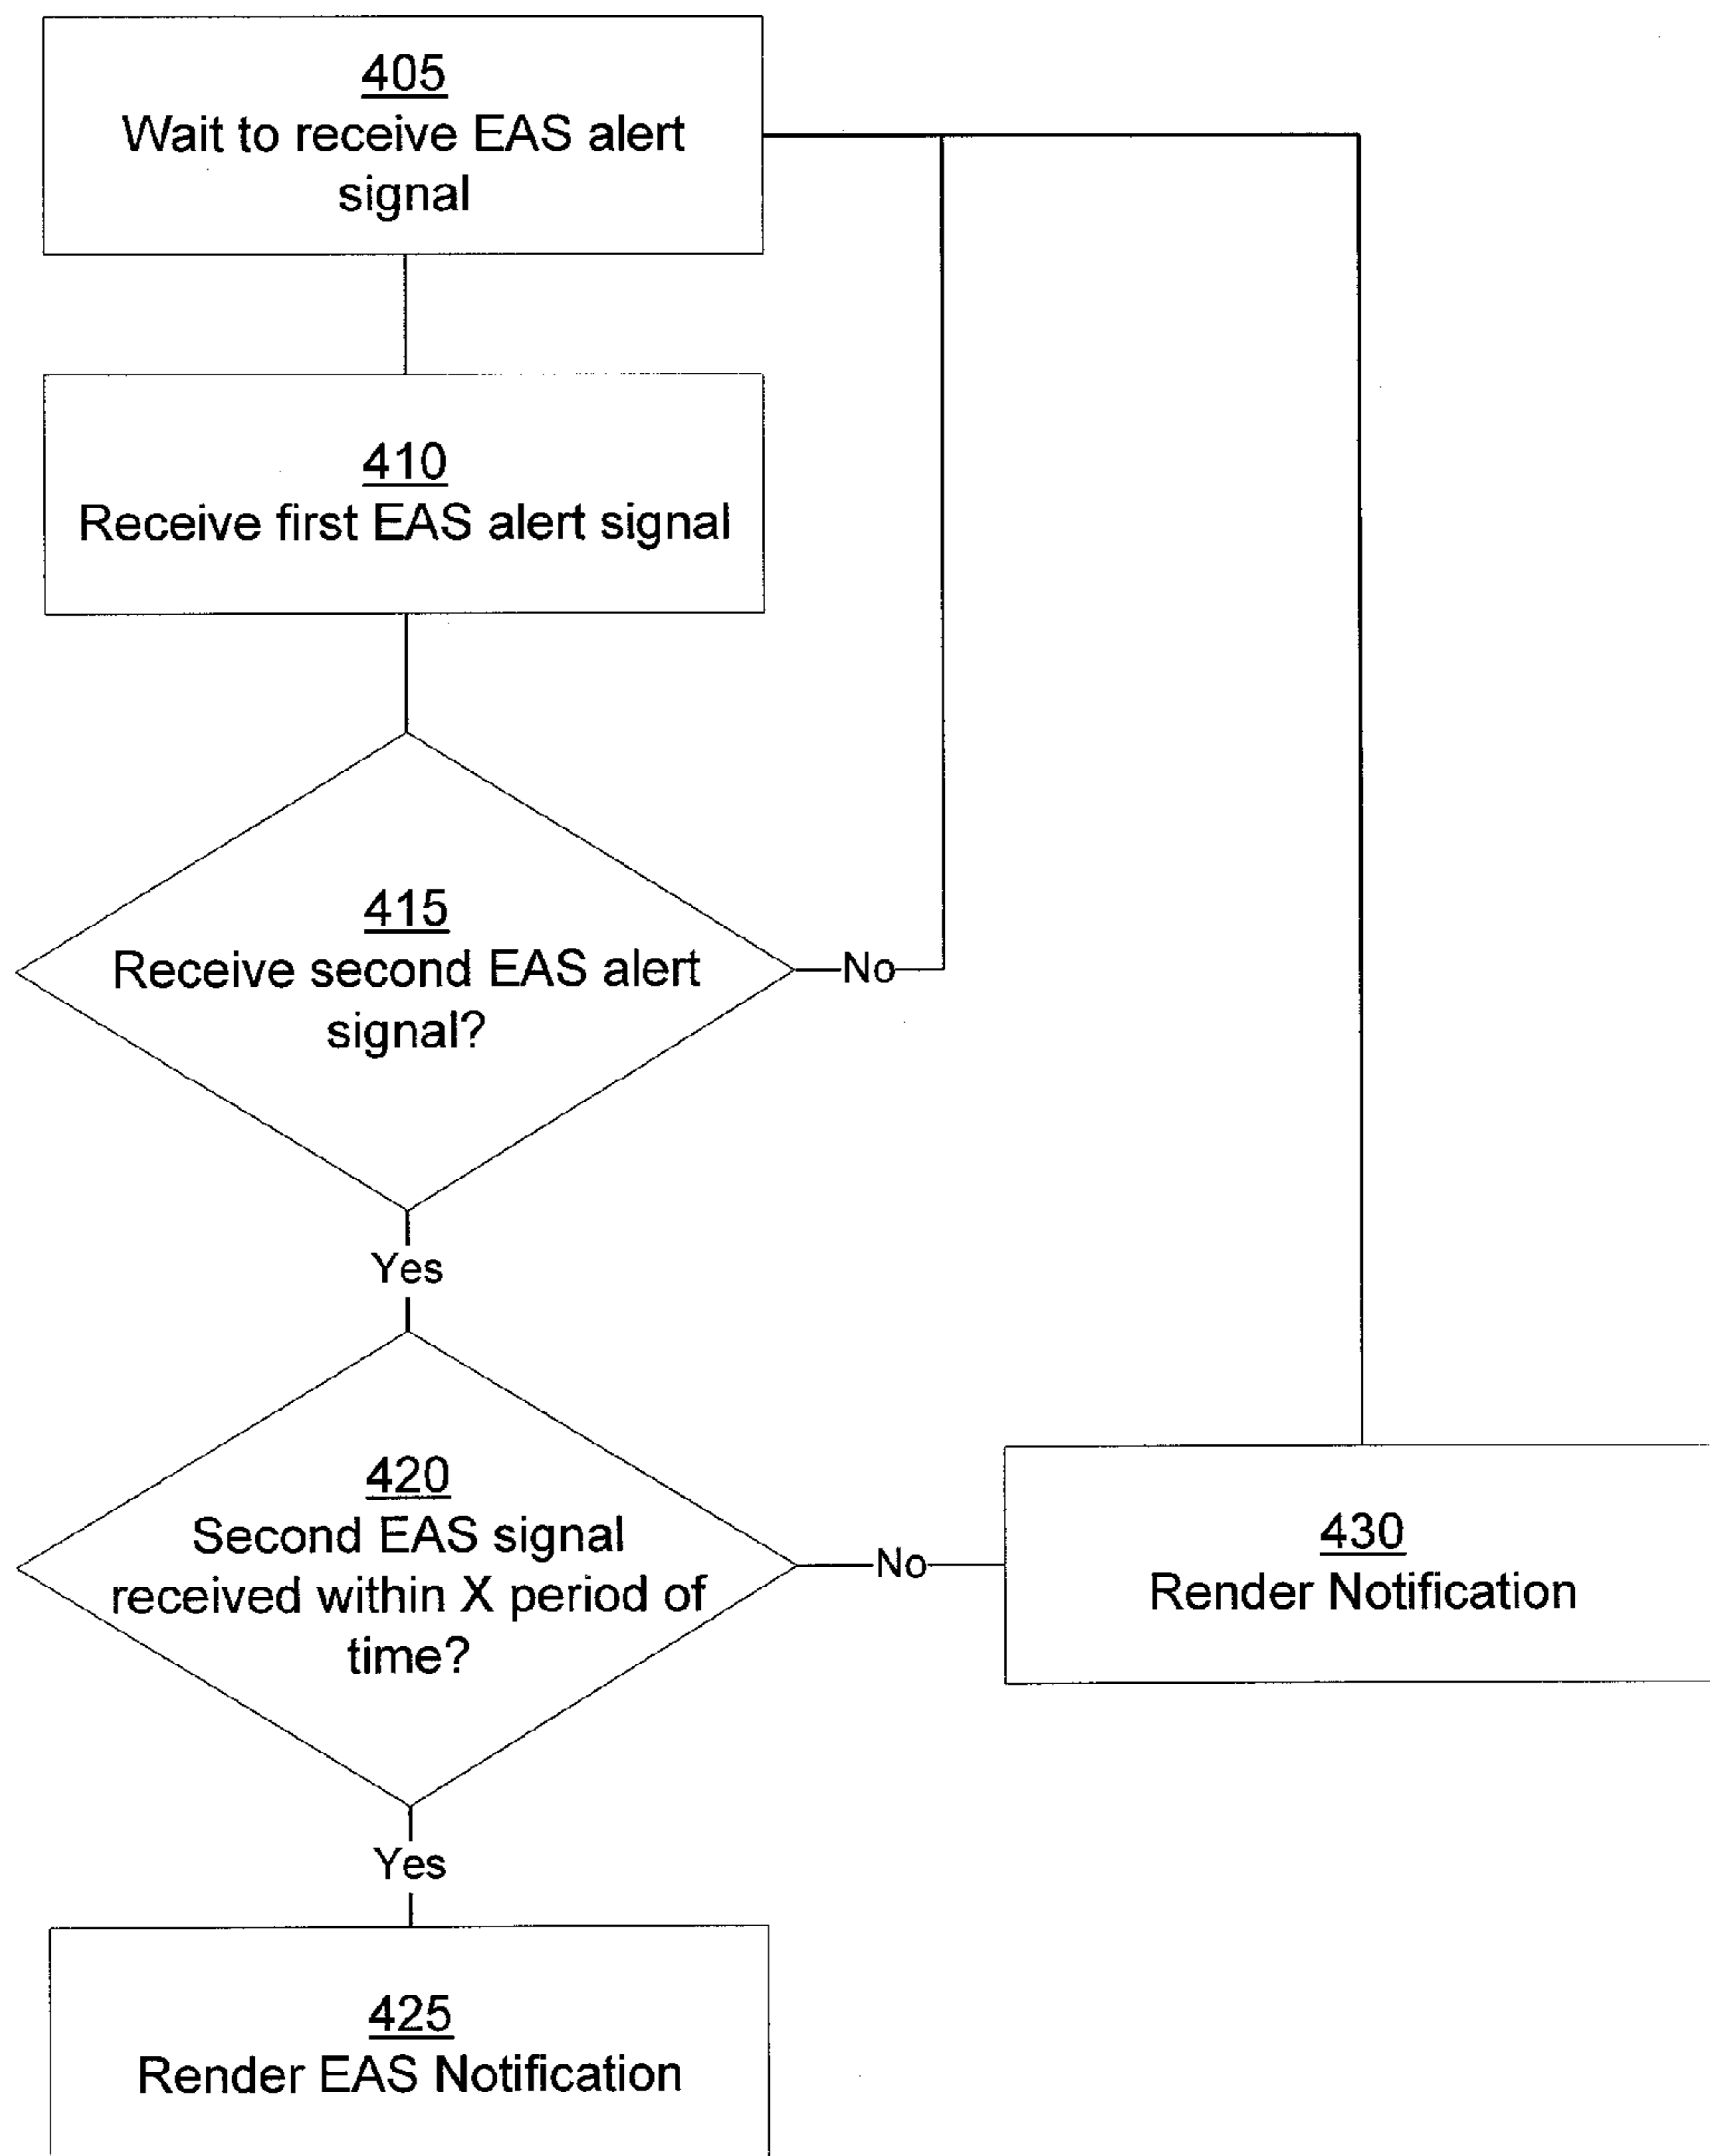 405
Wait to receive EAS alert
signal
410
Receive first EAS alert signal
415
Receive second EAS alert
signal?
No
Yes
420
Second EAS signal
received within X period of
time?
No
430
Render Notification
Yes
425
Render EAS Notification